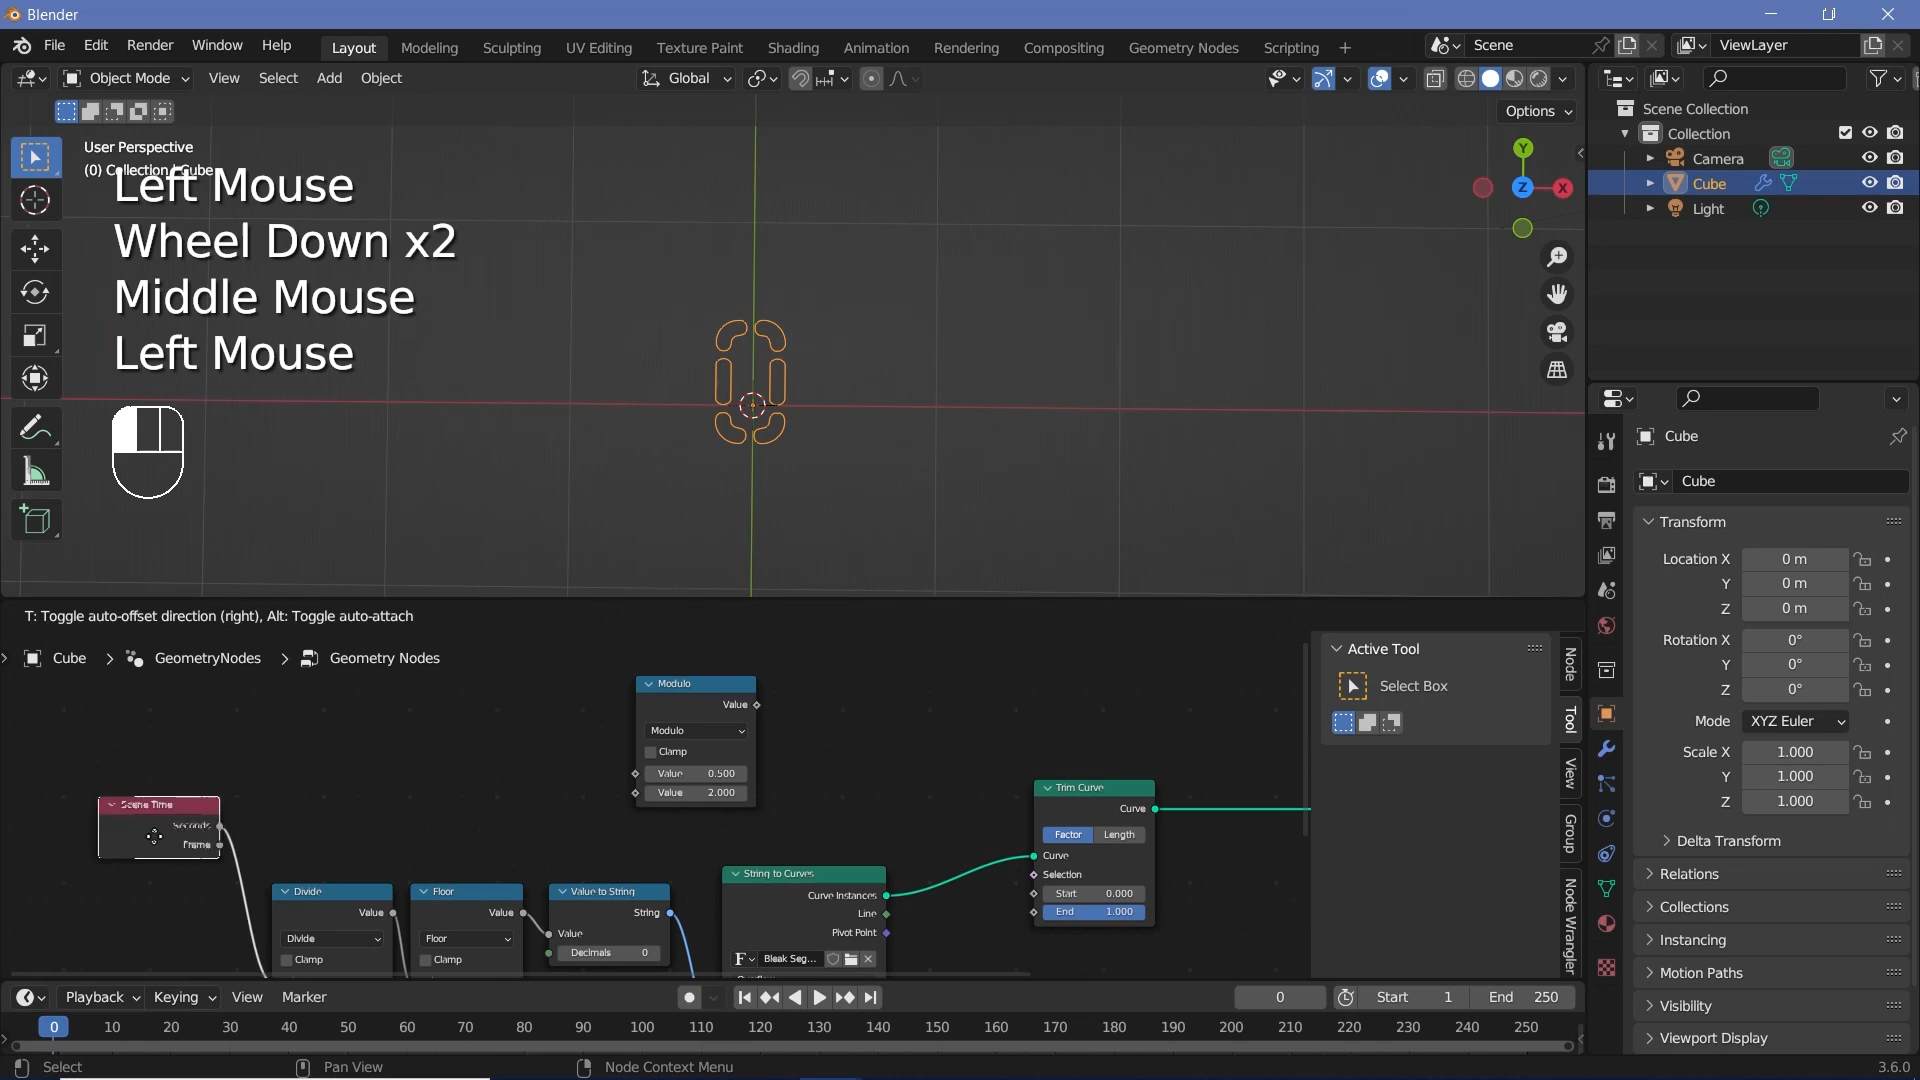 Blender
File Edit Render Window Help
Layout Modeling Sculpting UV Editing Texture Paint Shading Animation Rendering Compositing Geometry Nodes Scripting +
Scene
ViewLayer
Object Mode View Select Add Object
Global
Options
User Perspective
(0) Collection | Cube
Left Mouse
Wheel Down x2
Middle Mouse
Left Mouse
Y
Z
X
Scene Collection
Collection
Camera
Cube
Light
Cube
Cube
Transform
Location X 0 m
Y 0 m
Z 0 m
Rotation X 0°
Y 0°
Z 0°
Mode XYZ Euler
Scale X 1.000
Y 1.000
Z 1.000
Delta Transform
Relations
Collections
Instancing
Motion Paths
Visibility
Viewport Display
T: Toggle auto-offset direction (right), Alt: Toggle auto-attach
Cube > GeometryNodes > Geometry Nodes
Scene Time
Seconds
Frame
Divide
Value
Divide
Clamp
Floor
Value
Floor
Clamp
Value to String
String
Value
Decimals 0
Modulo
Value
Modulo
Clamp
Value 0.500
Value 2.000
String to Curves
Curve Instances
Line
Pivot Point
F Bleak Seg...
Trim Curve
Curve
Factor Length
Curve
Selection
Start 0.000
End 1.000
Active Tool
Select Box
Node
Tool
View
Group
Node Wrangler
Playback Keying View Marker
0 Start 1 End 250
0 10 20 30 40 50 60 70 80 90 100 110 120 130 140 150 160 170 180 190 200 210 220 230 240 250
Select Pan View Node Context Menu
3.6.0